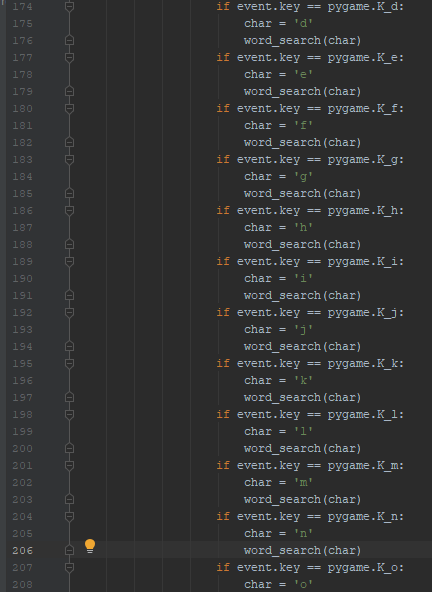 174 if event.key == pygame.K_d:
175 char = 'd'
176 word_search(char)
177 if event.key == pygame.K_e:
178 char = 'e'
179 word_search(char)
180 if event.key == pygame.K_f:
181 char = 'f'
182 word_search(char)
183 if event.key == pygame.K_g:
184 char = 'g'
185 word_search(char)
186 if event.key == pygame.K_h:
187 char = 'h'
188 word_search(char)
189 if event.key == pygame.K_i:
190 char = 'i'
191 word_search(char)
192 if event.key == pygame.K_j:
193 char = 'j'
194 word_search(char)
195 if event.key == pygame.K_k:
196 char = 'k'
197 word_search(char)
198 if event.key == pygame.K_l:
199 char = 'l'
200 word_search(char)
201 if event.key == pygame.K_m:
202 char = 'm'
203 word_search(char)
204 if event.key == pygame.K_n:
205 char = 'n'
206 word_search(char)
207 if event.key == pygame.K_o:
208 char = 'o'